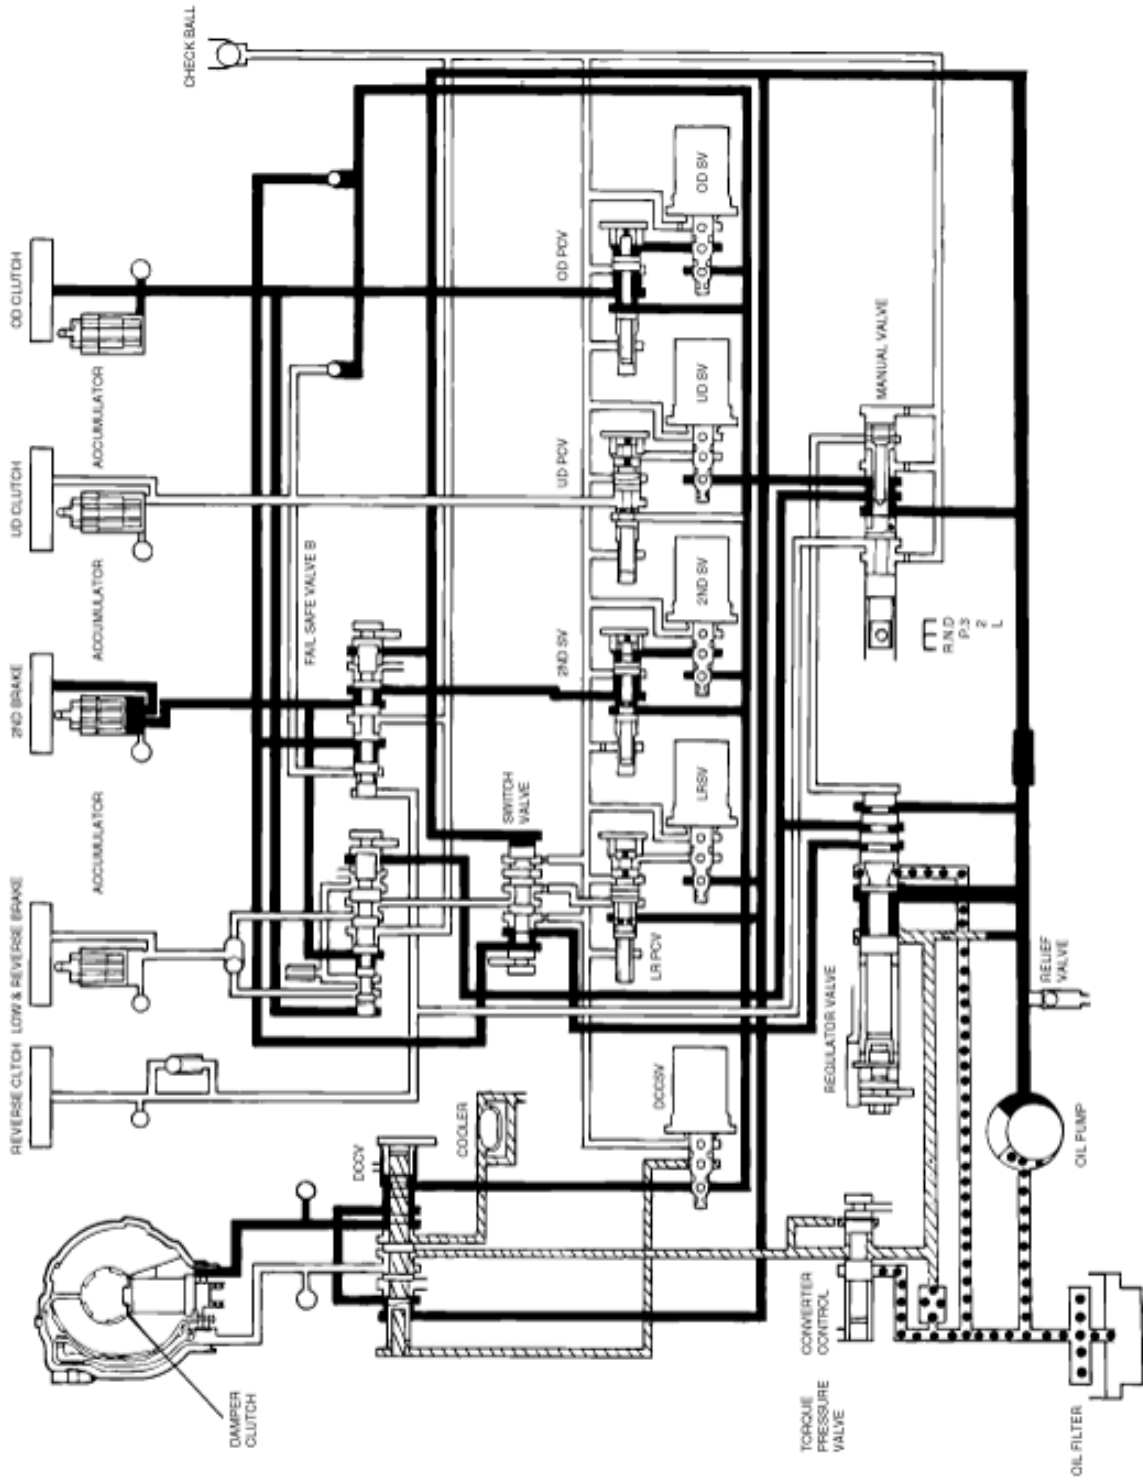 CHECK BALL
OD CLUTCH
ACCUMULATOR
UD CLUTCH
ACCUMULATOR
2ND BRAKE
ACCUMULATOR
LOW & REVERSE BRAKE
REVERSE CLTCH
FAIL SAFE VALVE B
SWITCH
VALVE
OD PCV
OD SV
UD PCV
UD SV
2ND SV
2ND SV
LRSV
LR PCV
DCCSV
DCCV
COOLER
DAMPER
CLUTCH
MANUAL VALVE
R.N.D
P.3
2
L
REGULATOR VALVE
RELIEF
VALVE
OIL PUMP
TORQUE CONVERTER
PRESSURE CONTROL
VALVE
OIL FILTER